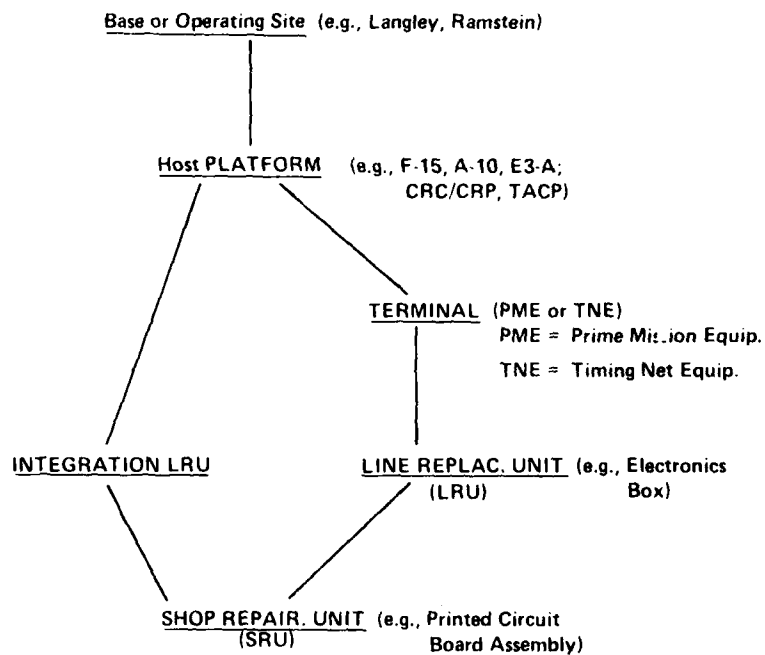 Base or Operating Site (e.g., Langley, Ramstein)
Host PLATFORM (e.g., F-15, A-10, E3-A;
CRC/CRP, TACP)
TERMINAL (PME or TNE)
PME = Prime Mission Equip.
TNE = Timing Net Equip.
INTEGRATION LRU
LINE REPLAC. UNIT (e.g., Electronics
(LRU) Box)
SHOP REPAIR. UNIT (e.g., Printed Circuit
(SRU) Board Assembly)